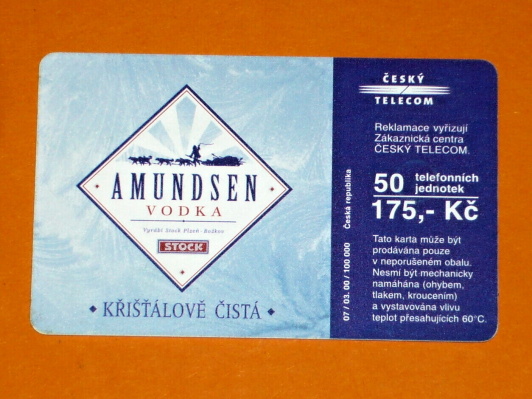 AMUNDSEN
VODKA
Vyrábí Stock Plzeň - Božkov
STOCK
KŘIŠŤÁLOVĚ ČISTÁ
ČESKÝ
TELECOM
Reklamace vyřizují
Zákaznická centra
ČESKÝ TELECOM.
50 telefonních
jednotek
175,- Kč
Tato karta může být
prodávána pouze
v neporušeném obalu.
Nesmí být mechanicky
namáhána (ohybem,
tlakem, kroucením)
a vystavována vlivu
teplot přesahujících 60°C.
07 / 03. 00 / 100 000 Česká republika